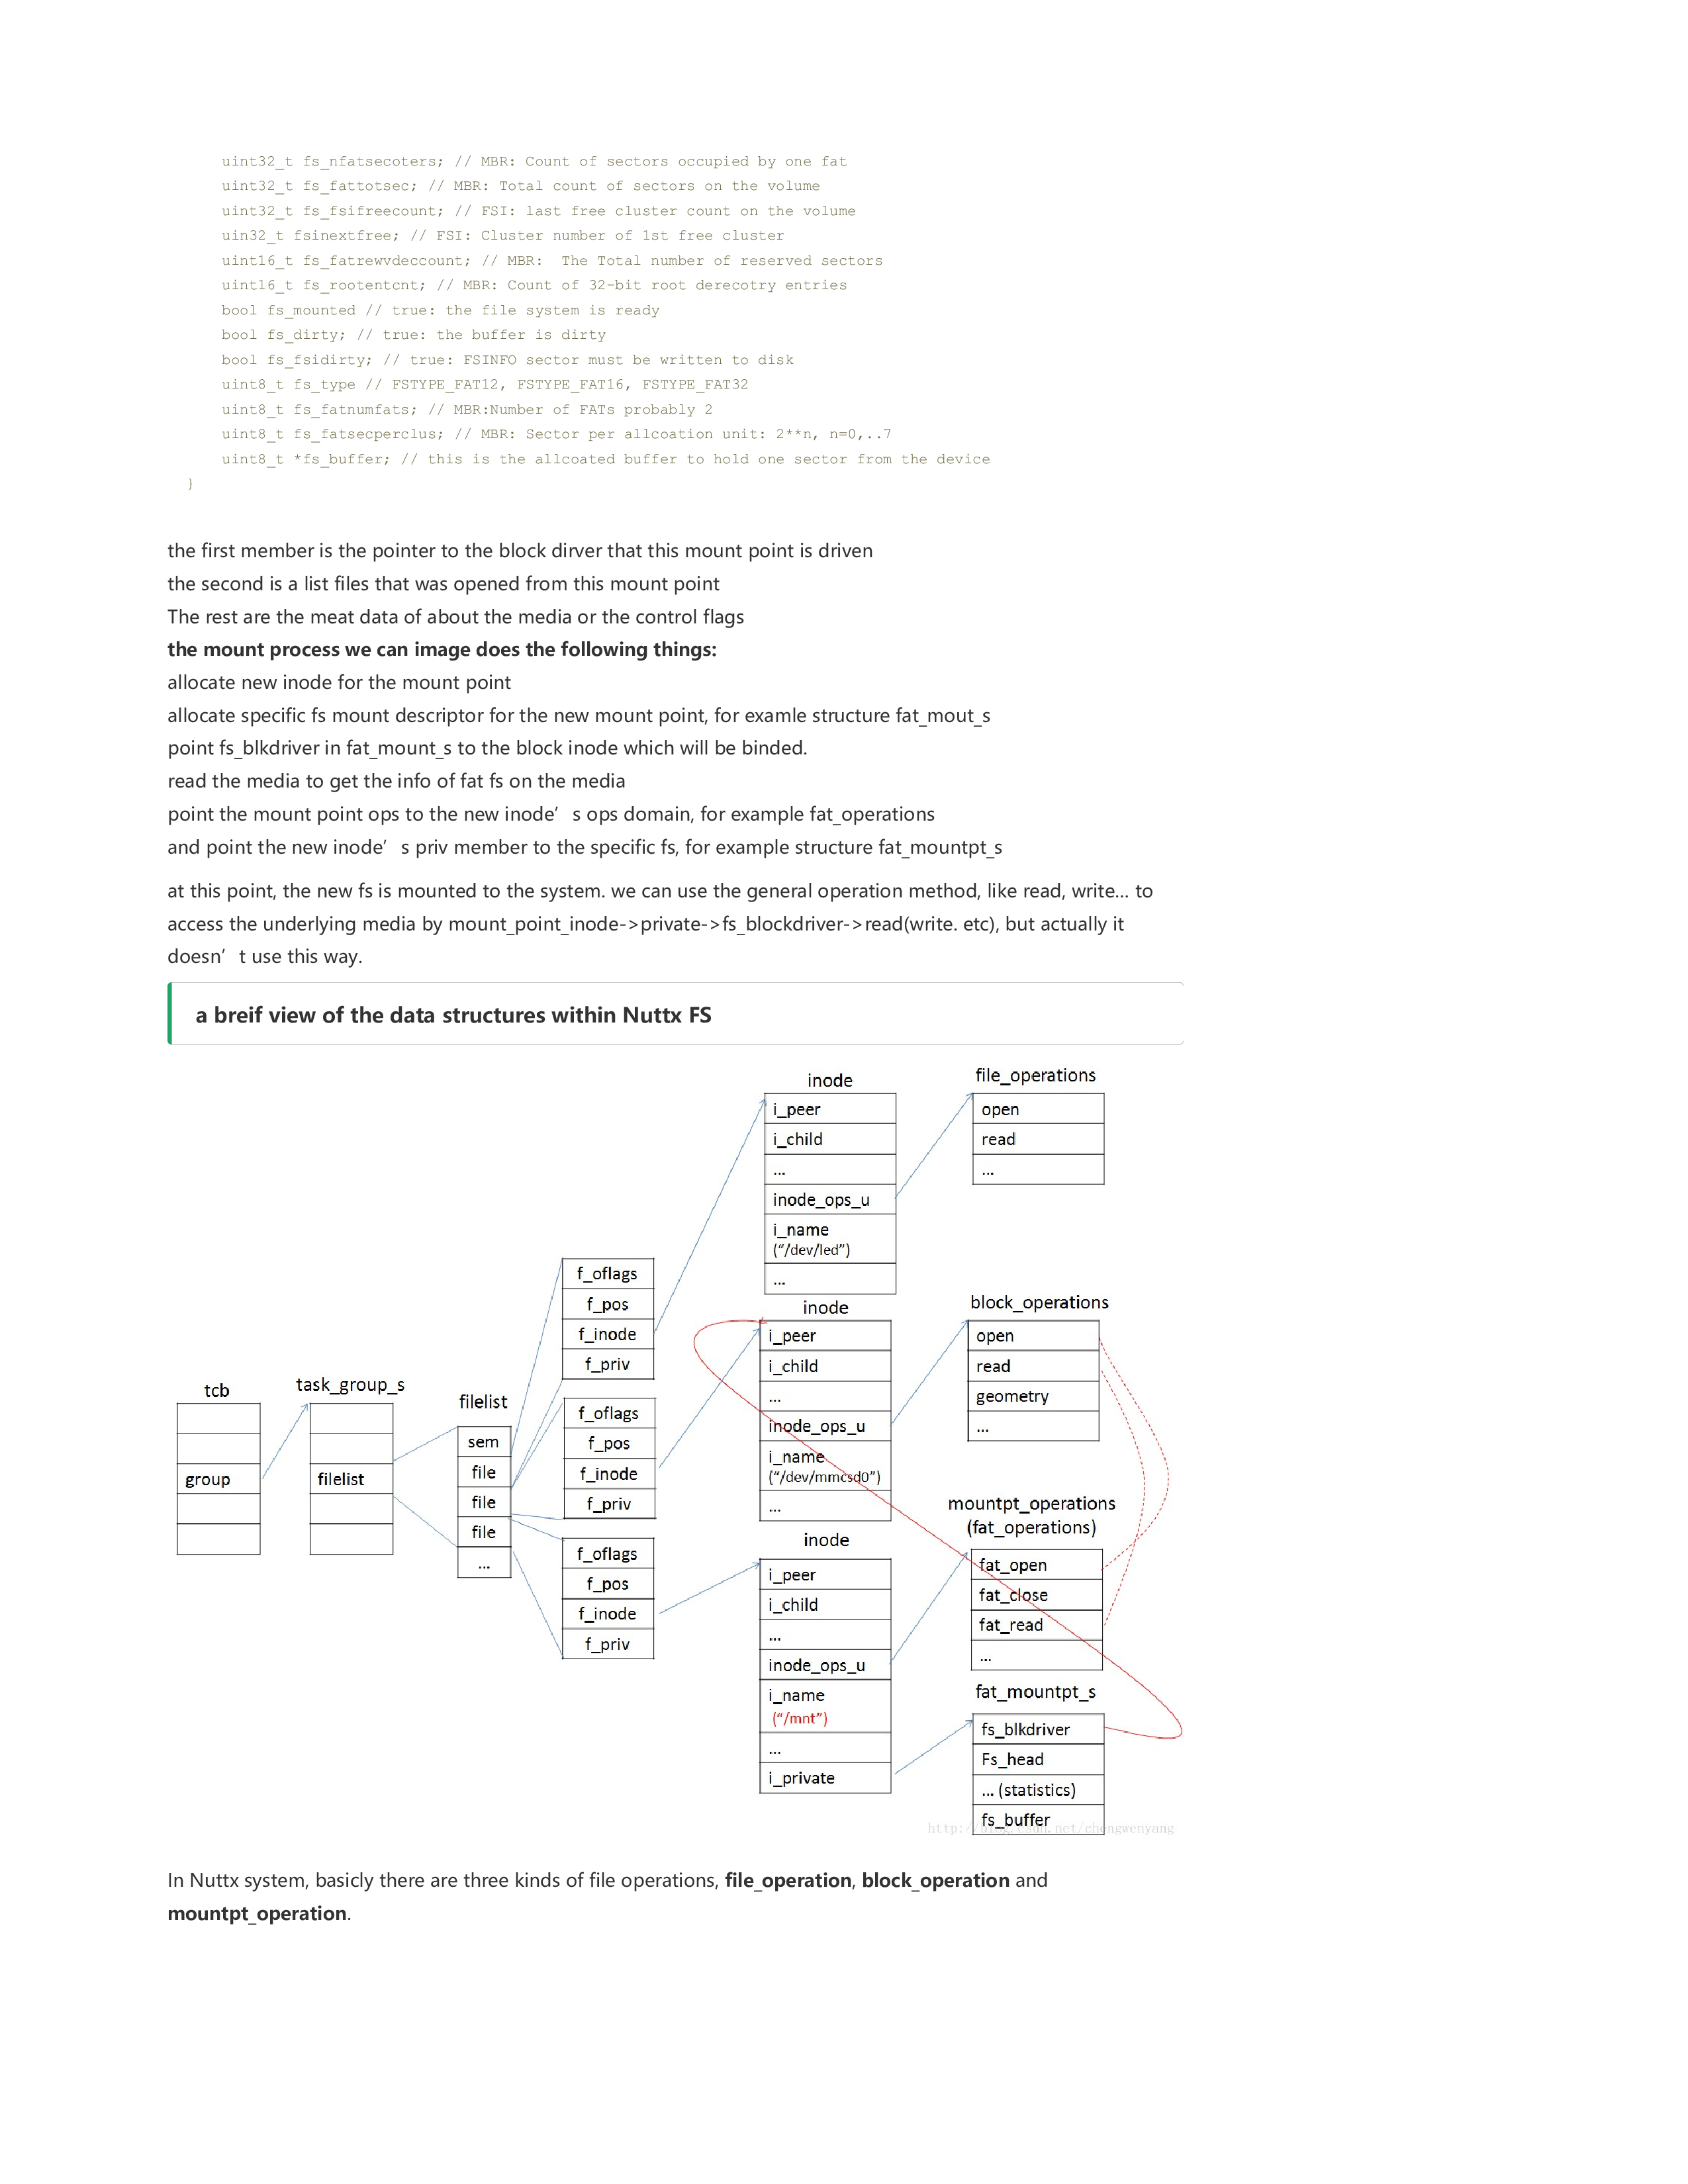 uint32_t fs_nfatsecoters; // MBR: Count of sectors occupied by one fat
uint32_t fs_fattotsec; // MBR: Total count of sectors on the volume
uint32_t fs_fsifreecount; // FSI: last free cluster count on the volume
uin32_t fsinextfree; // FSI: Cluster number of 1st free cluster
uint16_t fs_fatrewvdeccount; // MBR:  The Total number of reserved sectors
uint16_t fs_rootentcnt; // MBR: Count of 32-bit root derecotry entries
bool fs_mounted // true: the file system is ready
bool fs_dirty; // true: the buffer is dirty
bool fs_fsidirty; // true: FSINFO sector must be written to disk
uint8_t fs_type // FSTYPE_FAT12, FSTYPE_FAT16, FSTYPE_FAT32
uint8_t fs_fatnumfats; // MBR:Number of FATs probably 2
uint8_t fs_fatsecperclus; // MBR: Sector per allcoation unit: 2**n, n=0,..7
uint8_t *fs_buffer; // this is the allcoated buffer to hold one sector from the device
}
the first member is the pointer to the block dirver that this mount point is driven
the second is a list files that was opened from this mount point
The rest are the meat data of about the media or the control flags
the mount process we can image does the following things:
allocate new inode for the mount point
allocate specific fs mount descriptor for the new mount point, for examle structure fat_mout_s
point fs_blkdriver in fat_mount_s to the block inode which will be binded.
read the media to get the info of fat fs on the media
point the mount point ops to the new inode’s ops domain, for example fat_operations
and point the new inode’s priv member to the specific fs, for example structure fat_mountpt_s
at this point, the new fs is mounted to the system. we can use the general operation method, like read, write… to
access the underlying media by mount_point_inode->private->fs_blockdriver->read(write. etc), but actually it
doesn’t use this way.
a breif view of the data structures within Nuttx FS
tcb
group
task_group_s
filelist
filelist
sem
file
file
file
...
f_oflags
f_pos
f_inode
f_priv
f_oflags
f_pos
f_inode
f_priv
f_oflags
f_pos
f_inode
f_priv
inode
i_peer
i_child
...
inode_ops_u
i_name
(“/dev/led”)
...
inode
i_peer
i_child
...
inode_ops_u
i_name
(“/dev/mmcsd0”)
...
inode
i_peer
i_child
...
inode_ops_u
i_name
(“/mnt”)
...
i_private
file_operations
open
read
...
block_operations
open
read
geometry
...
mountpt_operations
(fat_operations)
fat_open
fat_close
fat_read
...
fat_mountpt_s
fs_blkdriver
Fs_head
... (statistics)
fs_buffer
http://blog.csdn.net/chengwenyang
In Nuttx system, basicly there are three kinds of file operations, file_operation, block_operation and
mountpt_operation.